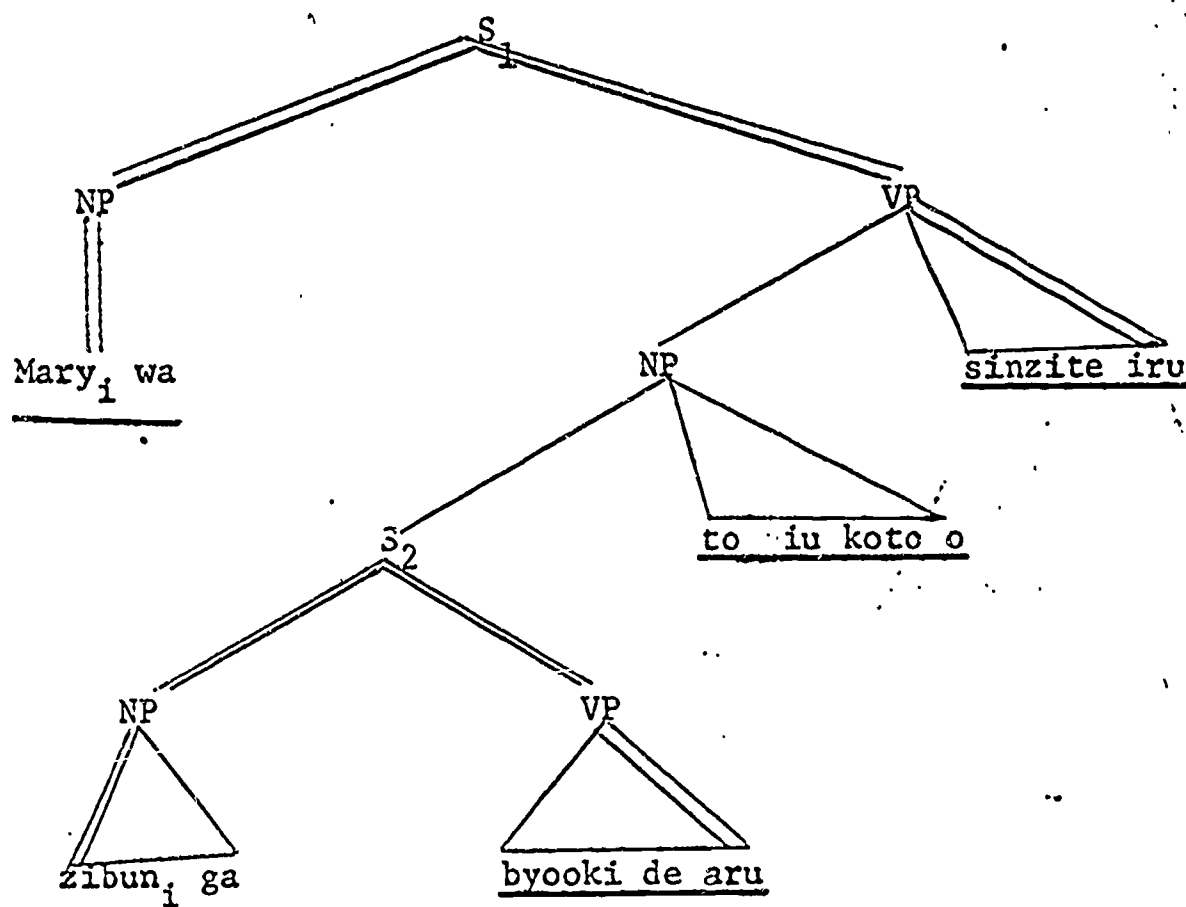 S1
NP VP
Maryi wa NP sinzite iru
S2 to iu koto o
NP VP
zibuni ga byooki de aru